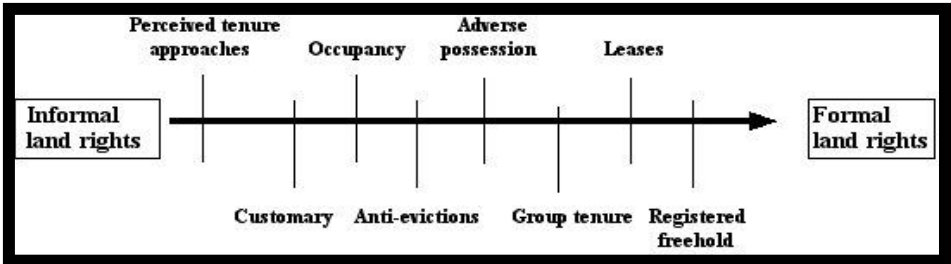 Perceived tenure
approaches
Occupancy
Adverse
possession
Leases
Informal
land rights
Formal
land rights
Customary
Anti-evictions
Group tenure
Registered
freehold